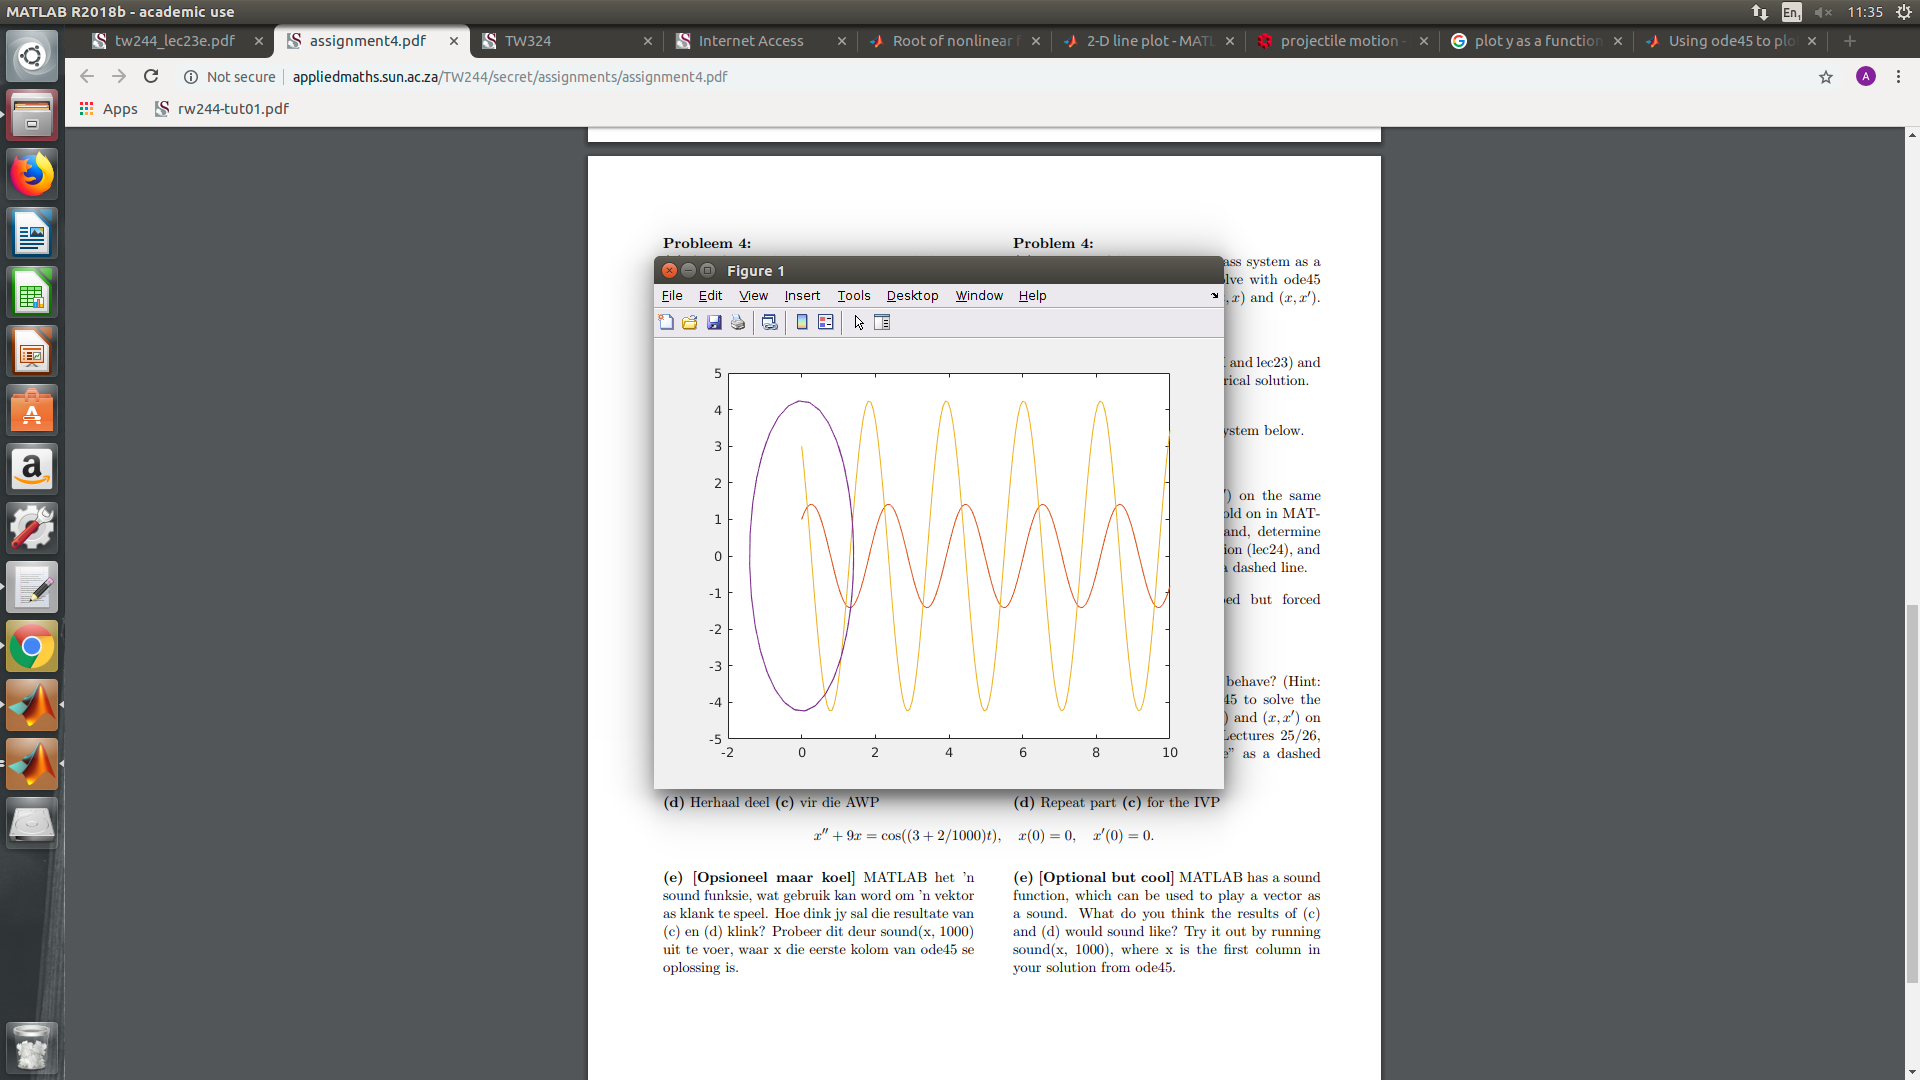 MATLAB R2018b - academic use
En1 11:35
tw244_lec23e.pdf assignment4.pdf TW324 Internet Access Root of nonlinear 2-D line plot - MATL projectile motion - plot y as a function Using ode45 to plo
Not secure appliedmaths.sun.ac.za/TW244/secret/assignments/assignment4.pdf A
Apps rw244-tut01.pdf
Probleem 4: Problem 4:
ass system as a
lve with ode45
, x) and (x, x′).
and lec23) and
rical solution.
ystem below.
′) on the same
old on in MAT-
and, determine
ion (lec24), and
a dashed line.
ed but forced
behave? (Hint:
45 to solve the
) and (x, x′) on
Lectures 25/26,
e” as a dashed
Figure 1
File Edit View Insert Tools Desktop Window Help
5
4
3
2
1
0
-1
-2
-3
-4
-5
-2 0 2 4 6 8 10
(d) Herhaal deel (c) vir die AWP
(d) Repeat part (c) for the IVP
x″ + 9x = cos((3 + 2/1000)t), x(0) = 0, x′(0) = 0.
(e) [Opsioneel maar koel] MATLAB het 'n
sound funksie, wat gebruik kan word om 'n vektor
as klank te speel. Hoe dink jy sal die resultate van
(c) en (d) klink? Probeer dit deur sound(x, 1000)
uit te voer, waar x die eerste kolom van ode45 se
oplossing is.
(e) [Optional but cool] MATLAB has a sound
function, which can be used to play a vector as
a sound. What do you think the results of (c)
and (d) would sound like? Try it out by running
sound(x, 1000), where x is the first column in
your solution from ode45.